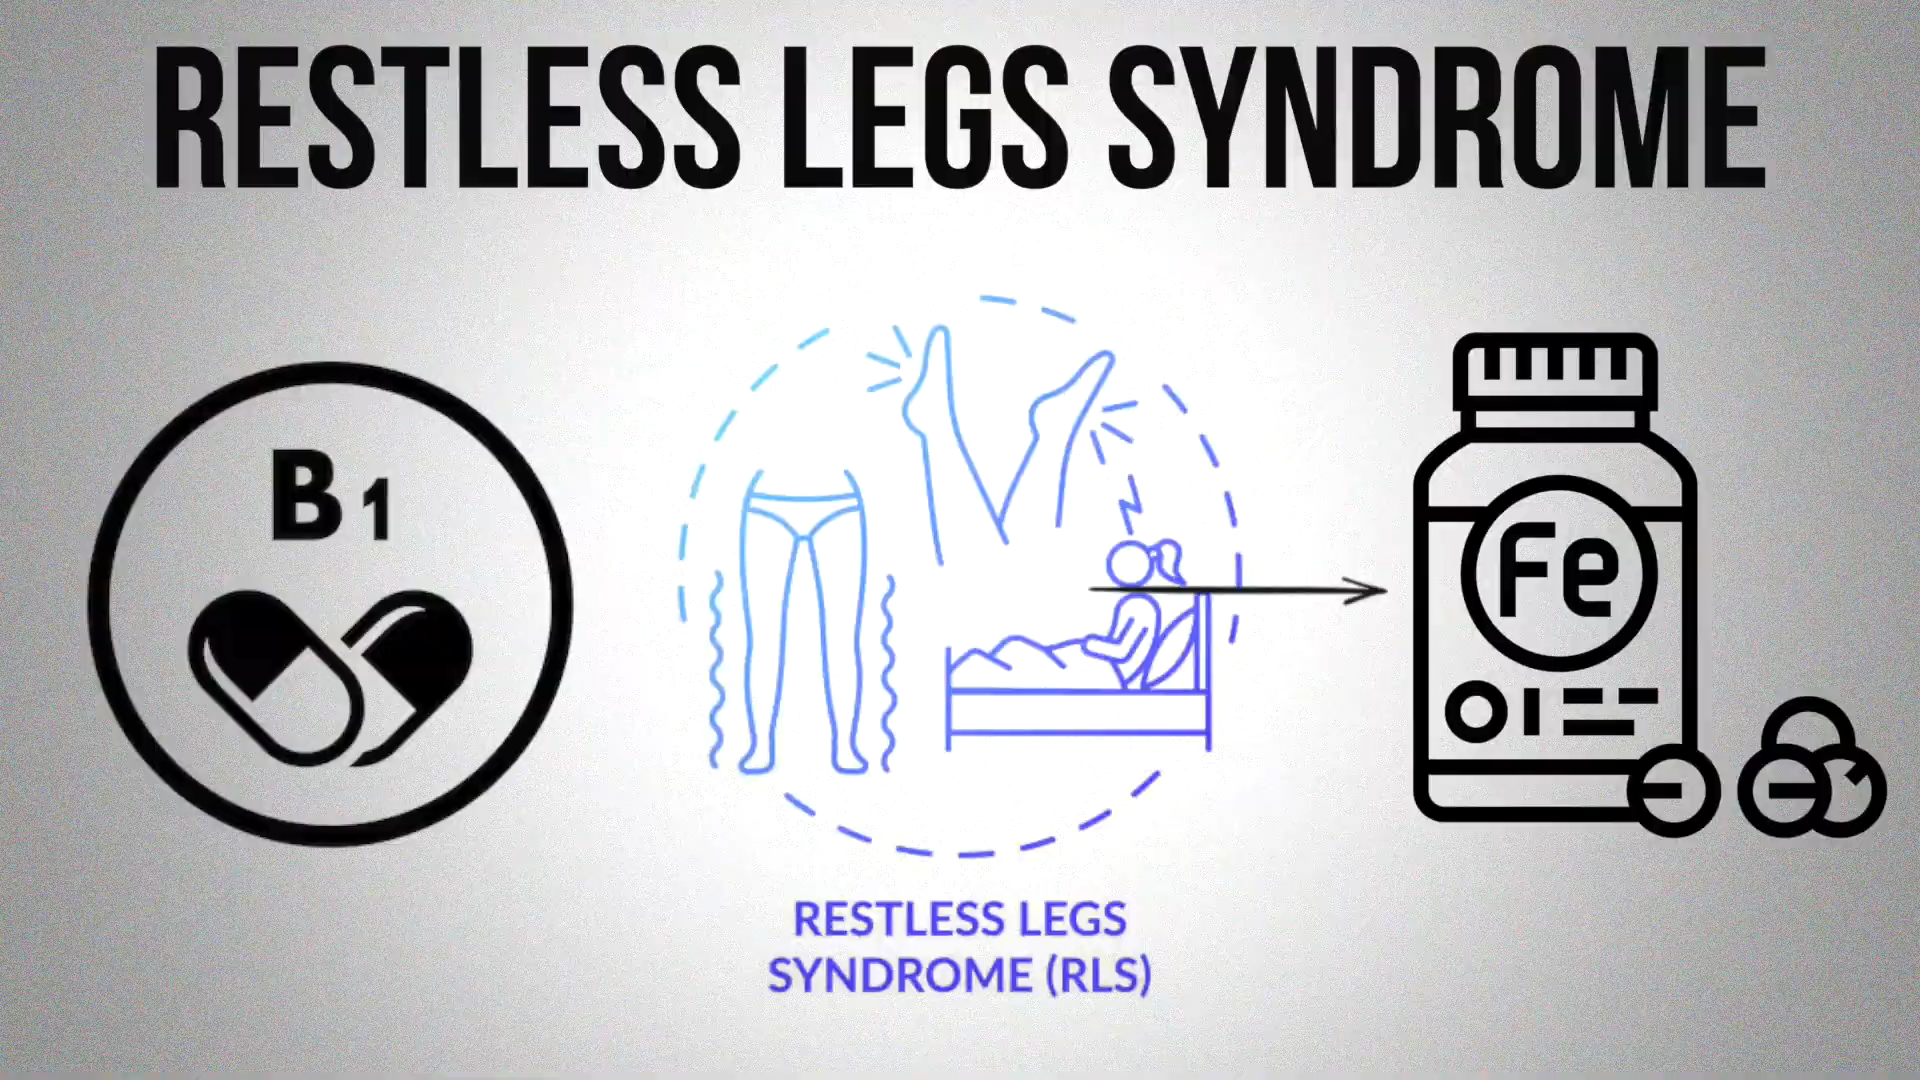 RESTLESS LEGS SYNDROME
B1
Fe
RESTLESS LEGS
SYNDROME (RLS)